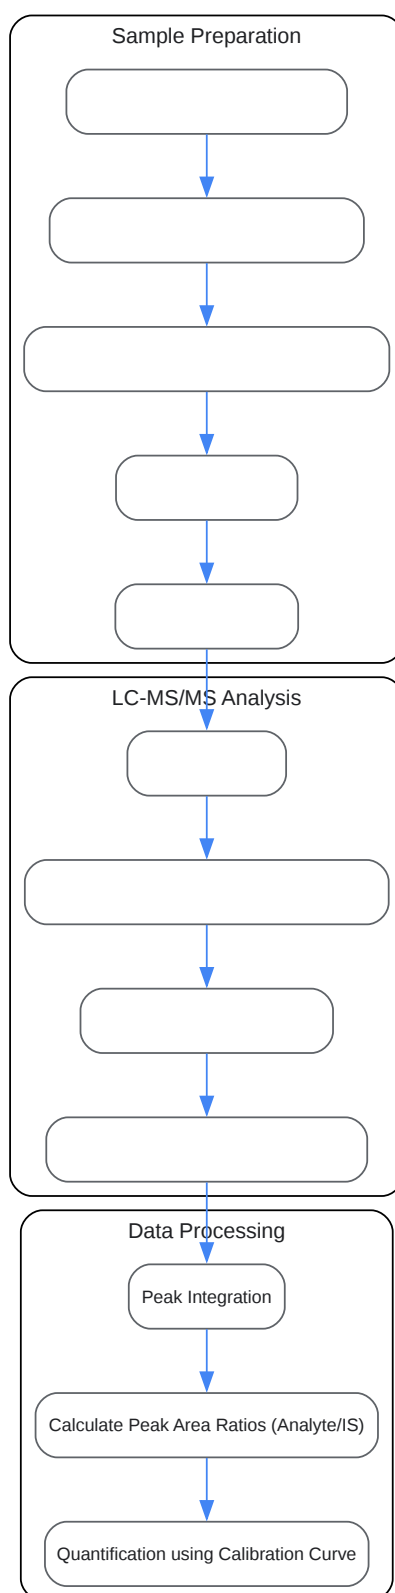 Sample Preparation
LC-MS/MS Analysis
Data Processing
Peak Integration
Calculate Peak Area Ratios (Analyte/IS)
Quantification using Calibration Curve